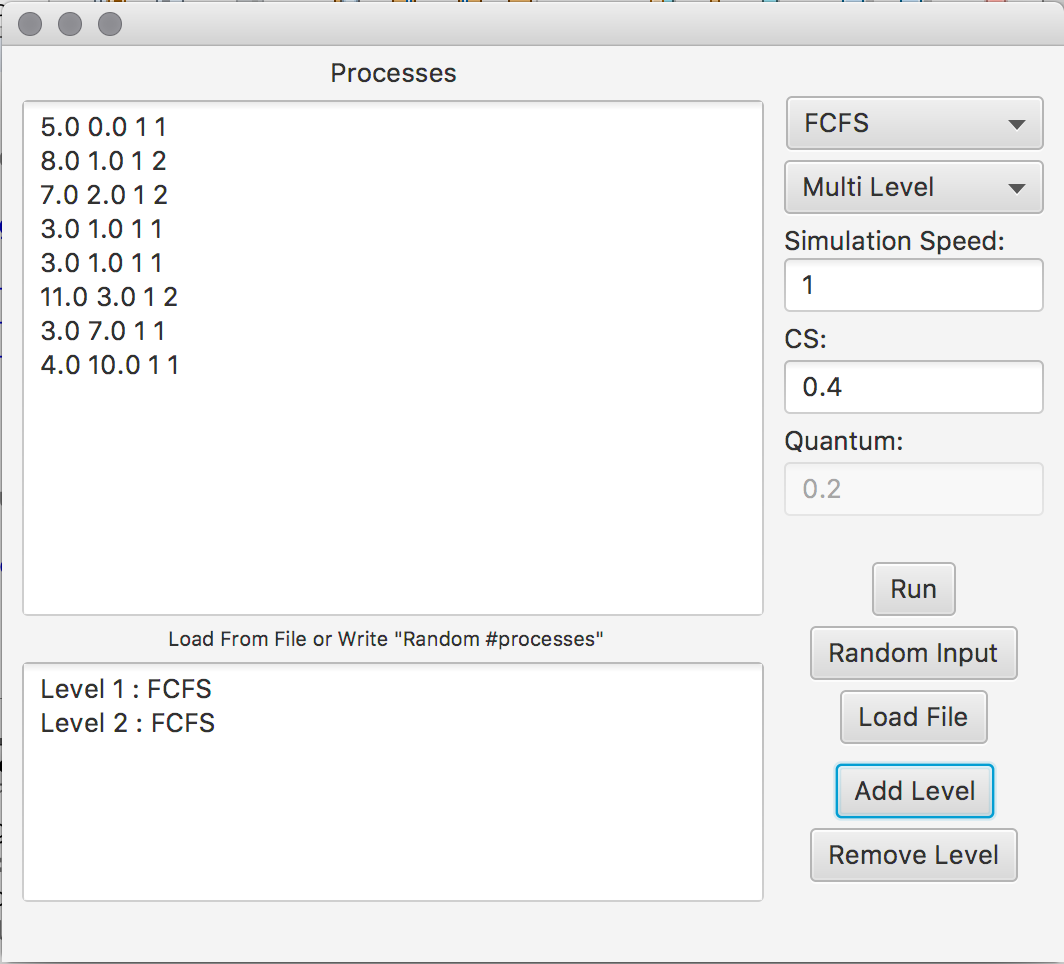 Processes
5.0 0.0 1 1
8.0 1.0 1 2
7.0 2.0 1 2
3.0 1.0 1 1
3.0 1.0 1 1
11.0 3.0 1 2
3.0 7.0 1 1
4.0 10.0 1 1
Load From File or Write "Random #processes"
Level 1 : FCFS
Level 2 : FCFS
FCFS
Multi Level
Simulation Speed:
1
CS:
0.4
Quantum:
0.2
Run
Random Input
Load File
Add Level
Remove Level